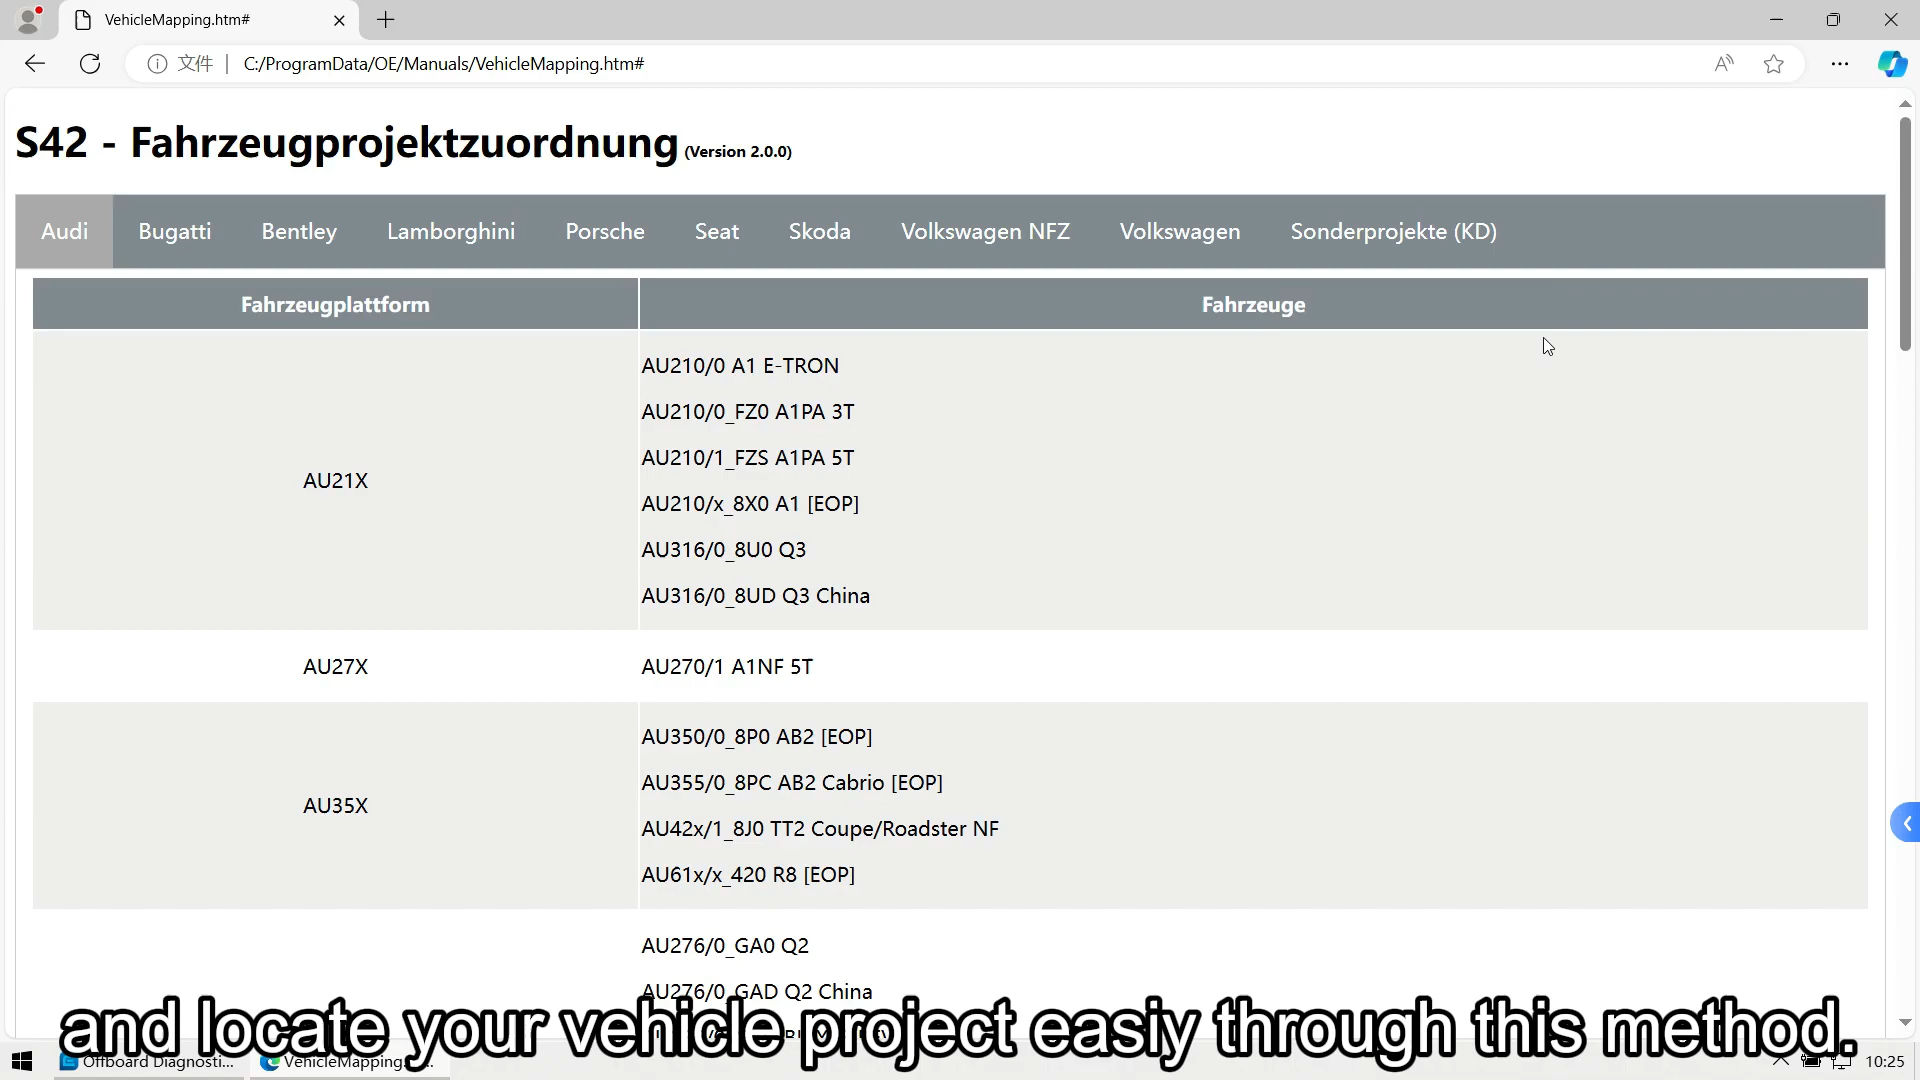 VehicleMapping.htm#
文件
C:/ProgramData/OE/Manuals/VehicleMapping.htm#
S42 - Fahrzeugprojektzuordnung (Version 2.0.0)
Audi Bugatti Bentley Lamborghini Porsche Seat Skoda Volkswagen NFZ Volkswagen Sonderprojekte (KD)
Fahrzeugplattform Fahrzeuge
AU210/0 A1 E-TRON
AU210/0_FZ0 A1PA 3T
AU210/1_FZS A1PA 5T
AU21X
AU210/x_8X0 A1 [EOP]
AU316/0_8U0 Q3
AU316/0_8UD Q3 China
AU27X AU270/1 A1NF 5T
AU350/0_8P0 AB2 [EOP]
AU355/0_8PC AB2 Cabrio [EOP]
AU35X
AU42x/1_8J0 TT2 Coupe/Roadster NF
AU61x/x_420 R8 [EOP]
AU276/0_GA0 Q2
AU276/0_GAD Q2 China
and locate your vehicle project easiy through this method.
Offboard Diagnosti... VehicleMapping. 10:25